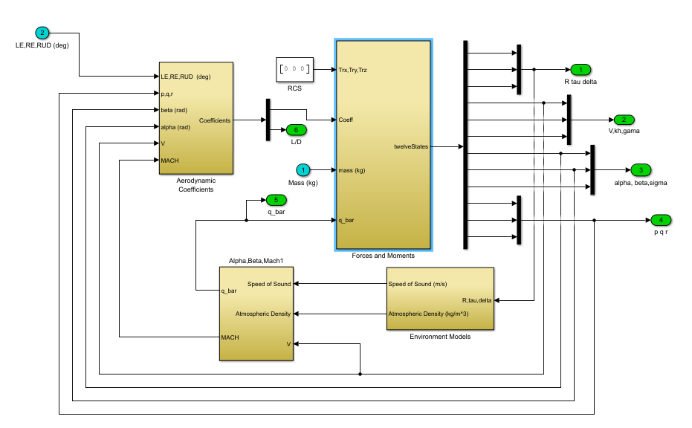 2
LE,RE,RUD (deg)
LE,RE,RUD (deg)
p,q,r
beta (rad)
alpha (rad)
V
MACH
Coefficients
Aerodynamic
Coefficients
[0 0 0]
RCS
6
L/D
1
Mass (kg)
5
q_bar
Trx,Try,Trz
Coeff
mass (kg)
q_bar
twelveStates
Forces and Moments
1
R tau delta
2
V,kh,gama
3
alpha, beta,sigma
4
p q r
Alpha,Beta,Mach1
q_bar
MACH
Speed of Sound
Atmospheric Density
V
Speed of Sound (m/s)
Atmospheric Density (kg/m^3)
R,tau,delta
Environment Models